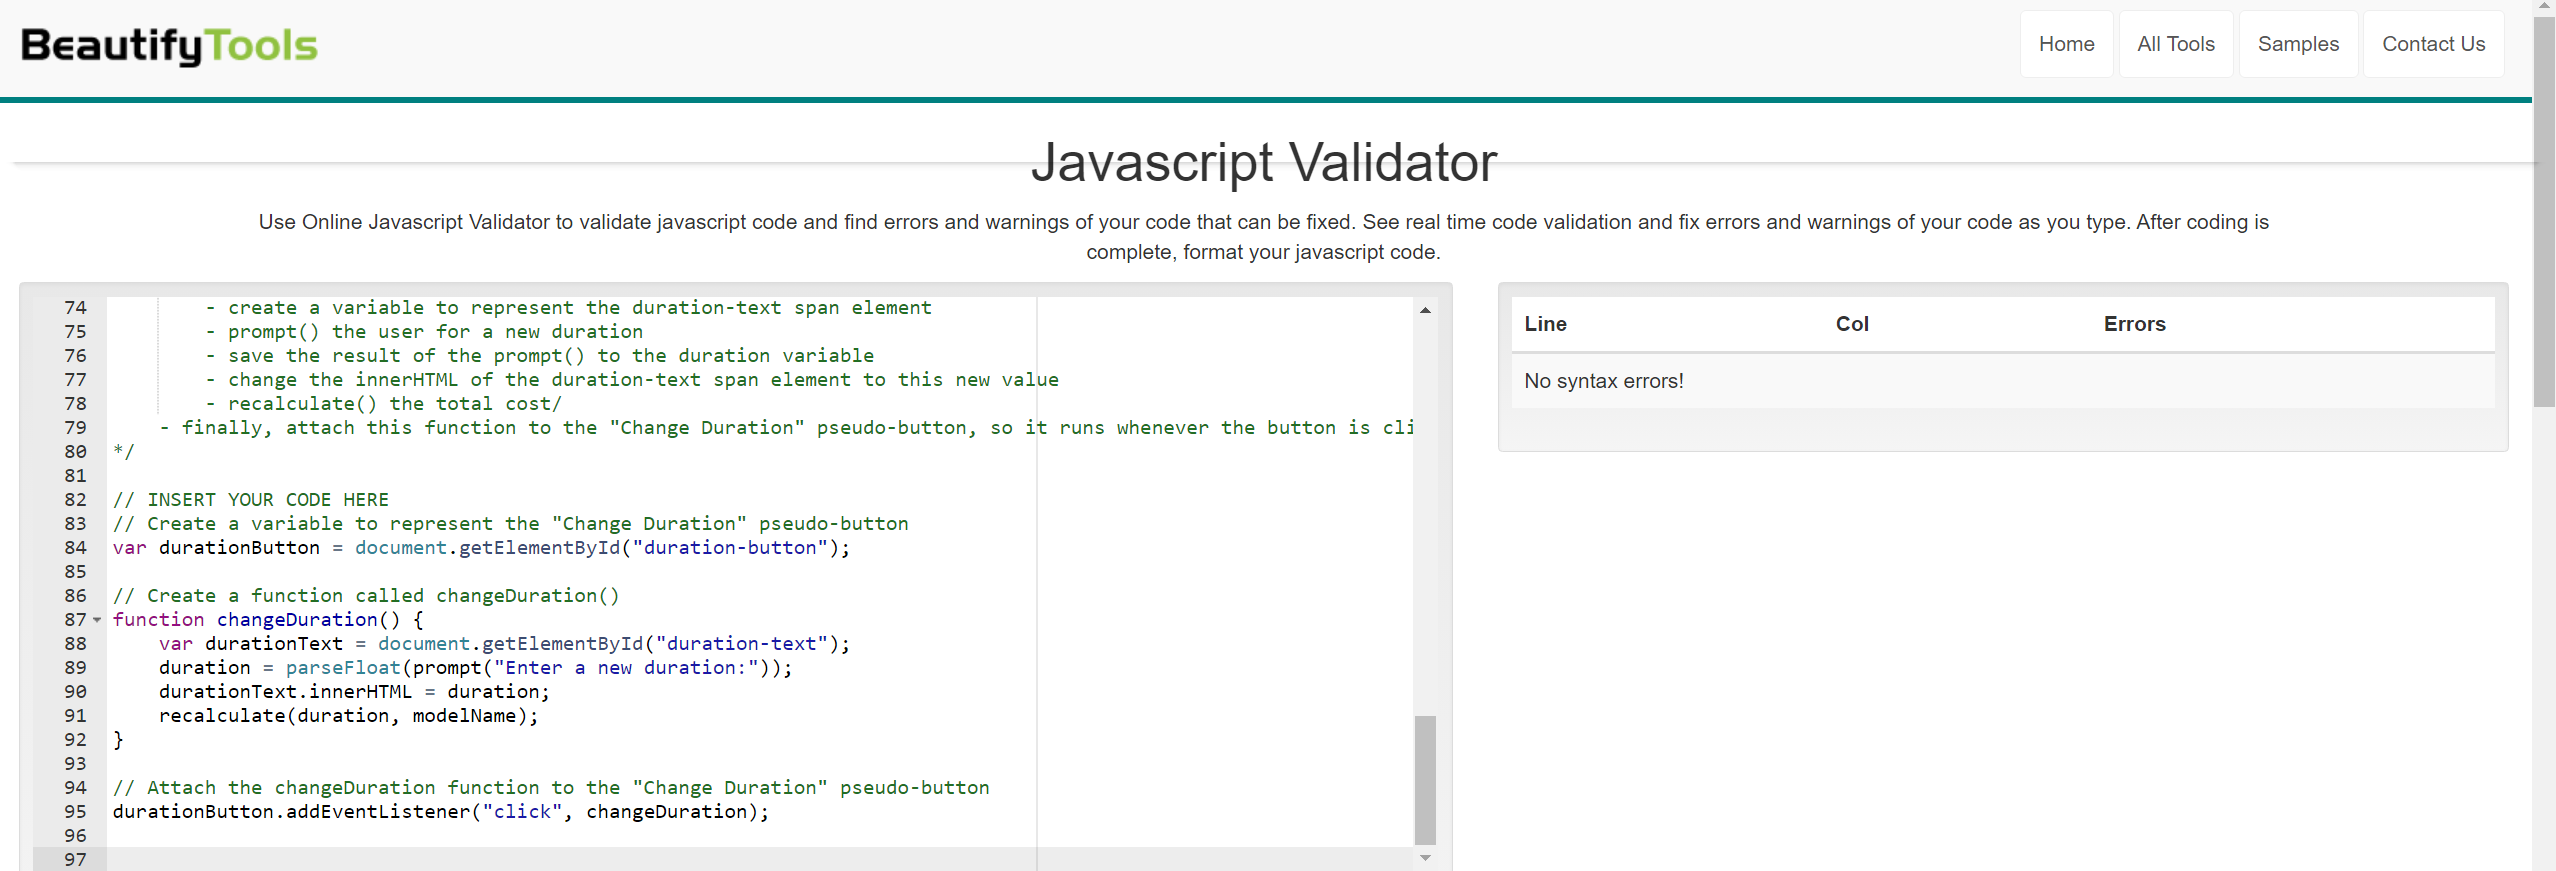 BeautifyTools
Home All Tools Samples Contact Us
Javascript Validator
Use Online Javascript Validator to validate javascript code and find errors and warnings of your code that can be fixed. See real time code validation and fix errors and warnings of your code as you type. After coding is
complete, format your javascript code.
74 - create a variable to represent the duration-text span element
75 - prompt() the user for a new duration
76 - save the result of the prompt() to the duration variable
77 - change the innerHTML of the duration-text span element to this new value
78 - recalculate() the total cost/
79 - finally, attach this function to the "Change Duration" pseudo-button, so it runs whenever the button is cli
80 */
81
82 // INSERT YOUR CODE HERE
83 // Create a variable to represent the "Change Duration" pseudo-button
84 var durationButton = document.getElementById("duration-button");
85
86 // Create a function called changeDuration()
87 function changeDuration() {
88 var durationText = document.getElementById("duration-text");
89 duration = parseFloat(prompt("Enter a new duration:"));
90 durationText.innerHTML = duration;
91 recalculate(duration, modelName);
92 }
93
94 // Attach the changeDuration function to the "Change Duration" pseudo-button
95 durationButton.addEventListener("click", changeDuration);
96
97
Line Col Errors
No syntax errors!